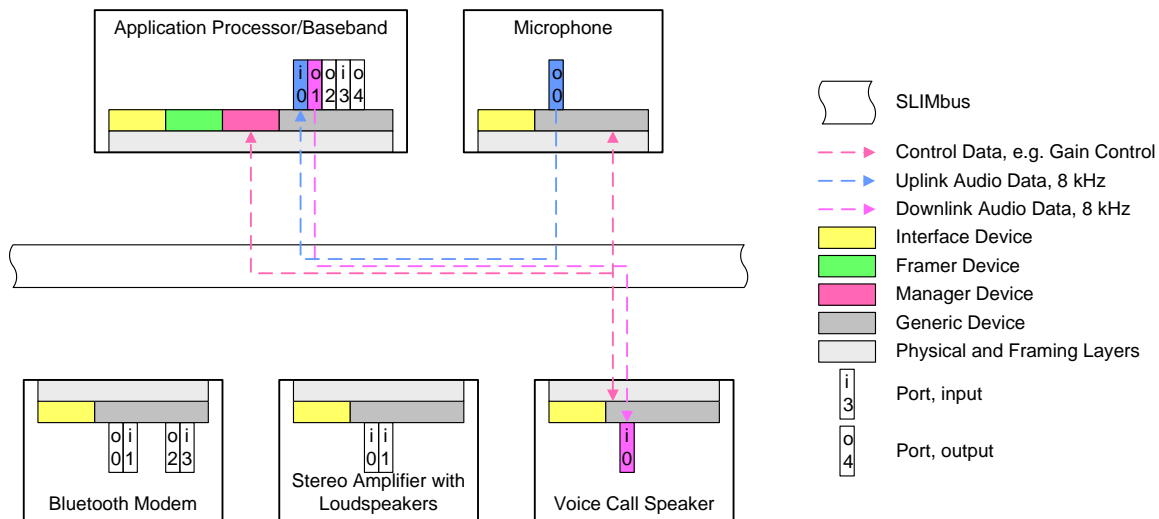 Application Processor/Baseband
Microphone
i o o i o
0 1 2 3 4
o
0
SLIMbus
Control Data, e.g. Gain Control
Uplink Audio Data, 8 kHz
Downlink Audio Data, 8 kHz
Interface Device
Framer Device
Manager Device
Generic Device
Physical and Framing Layers
i
3
Port, input
o
4
Port, output
o i o i
0 1 2 3
Bluetooth Modem
i i
0 1
Stereo Amplifier with
Loudspeakers
i
0
Voice Call Speaker